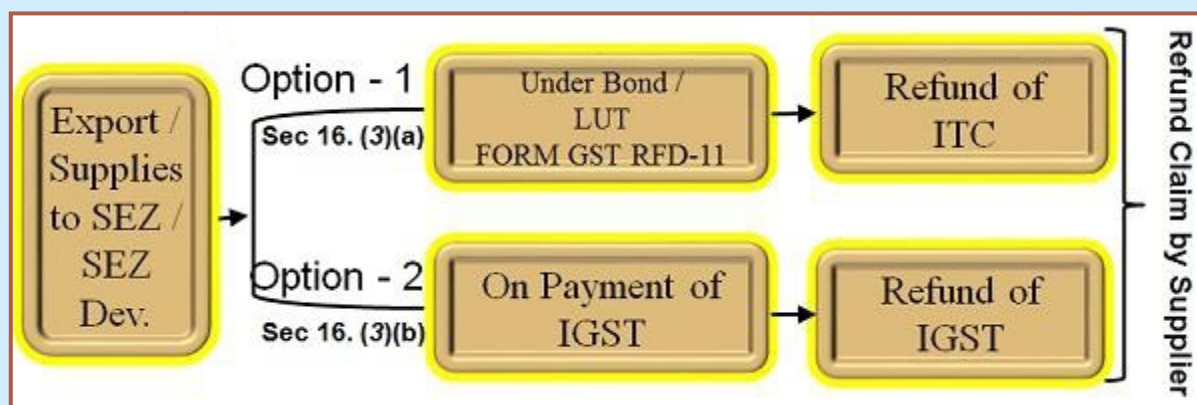 Export /
Supplies
to SEZ /
SEZ
Dev.
Option - 1
Sec 16. (3)(a)
Under Bond /
LUT
FORM GST RFD-11
Refund of
ITC
Option - 2
Sec 16. (3)(b)
On Payment of
IGST
Refund of
IGST
Refund Claim by Supplier